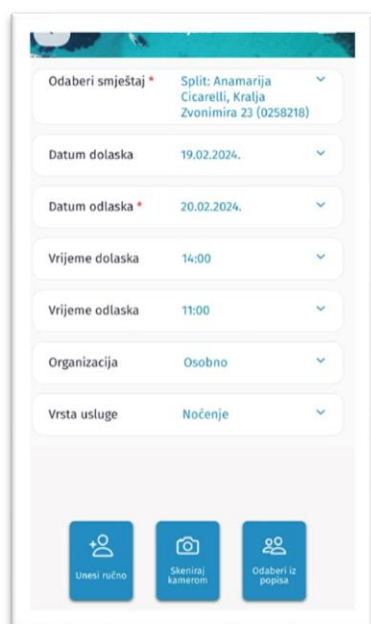 Odaberi smještaj * Split: Anamarija
Cicarelli, Kralja
Zvonimira 23 (0258218)
Datum dolaska 19.02.2024.
Datum odlaska * 20.02.2024.
Vrijeme dolaska 14:00
Vrijeme odlaska 11:00
Organizacija Osobno
Vrsta usluge Noćenje
Unesi ručno
Skeniraj
kamerom
Odaberi iz
popisa